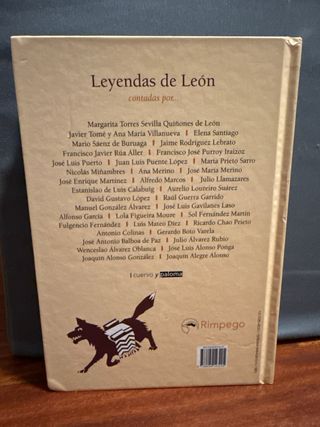 Leyendas de León
contadas por...
Margarita Torres Sevilla Quiñones de León
Javier Tomé y Ana María Villanueva | Elena Santiago
Mario Sáenz de Buruaga | Jaime Rodríguez Lebrato
Francisco Javier Rúa Aller | Francisco José Purroy Iraizoz
José Luis Puerto | Juan Luis Puente López | María Prieto Sarro
Nicolás Miñambres | Ana Merino | José María Merino
José Enrique Martínez | Alfredo Marcos | Julio Llamazares
Estanislao de Luis Calabuig | Aurelio Loureiro Suárez
David Gustavo López | Raúl Guerra Garrido
Manuel González Álvarez | José Luis Gavilanes Laso
Alfonso García | Lola Figueira Moure | Sol Fernández Martín
Fulgencio Fernández | Luis Mateo Díez | Ricardo Chao Prieto
Antonio Colinas | Gerardo Boto Varela
José Antonio Balboa de Paz | Julio Álvarez Rubio
Wenceslao Álvarez Oblanca | José Luis Alonso Ponga
Joaquín Alonso González | Joaquín Alegre Alonso
cuervo y paloma
Rimpego